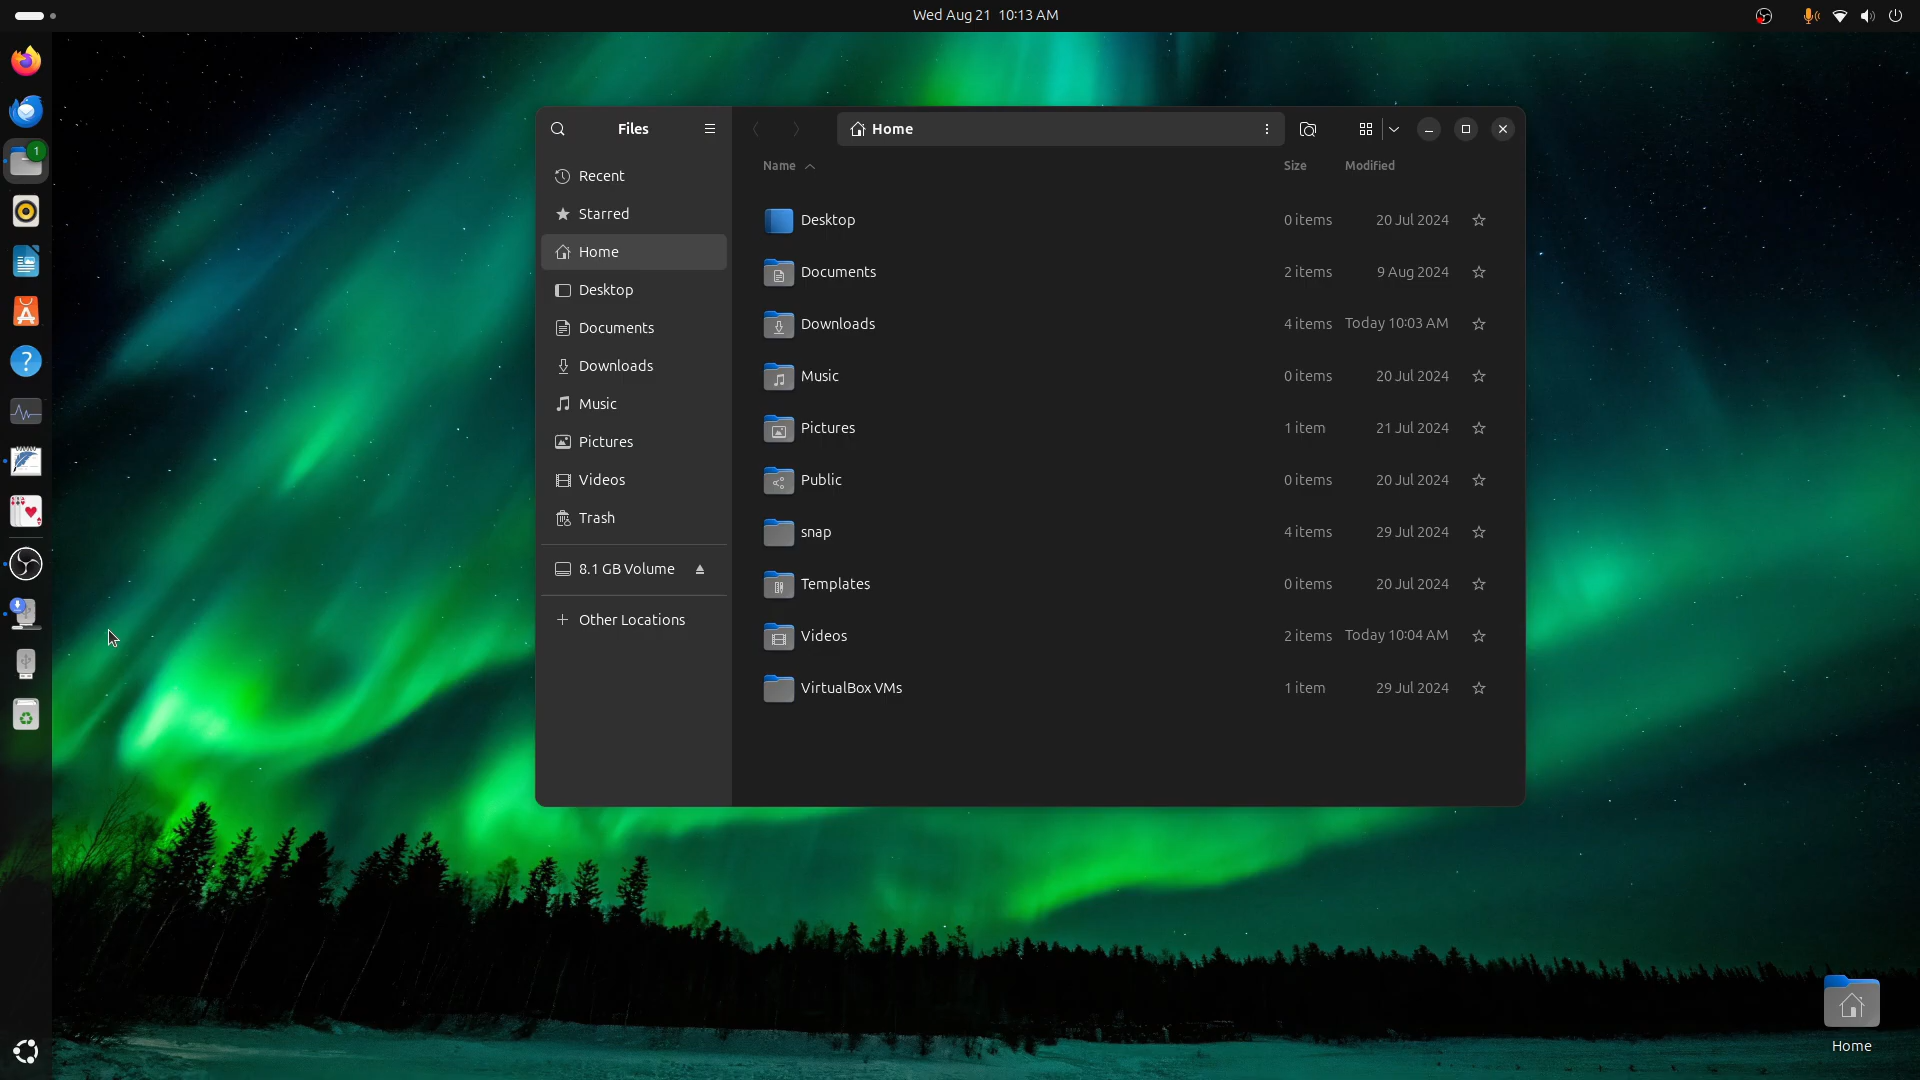 Wed Aug 21 10:13 AM
Files
Home
Name Size Modified
Recent
Starred
Home
Desktop
Documents
Downloads
Music
Pictures
Videos
Trash
8.1 GB Volume
Other Locations
Desktop 0 items 20 Jul 2024
Documents 2 items 9 Aug 2024
Downloads 4 items Today 10:03 AM
Music 0 items 20 Jul 2024
Pictures 1 item 21 Jul 2024
Public 0 items 20 Jul 2024
snap 4 items 29 Jul 2024
Templates 0 items 20 Jul 2024
Videos 2 items Today 10:04 AM
VirtualBox VMs 1 item 29 Jul 2024
1
?
Home